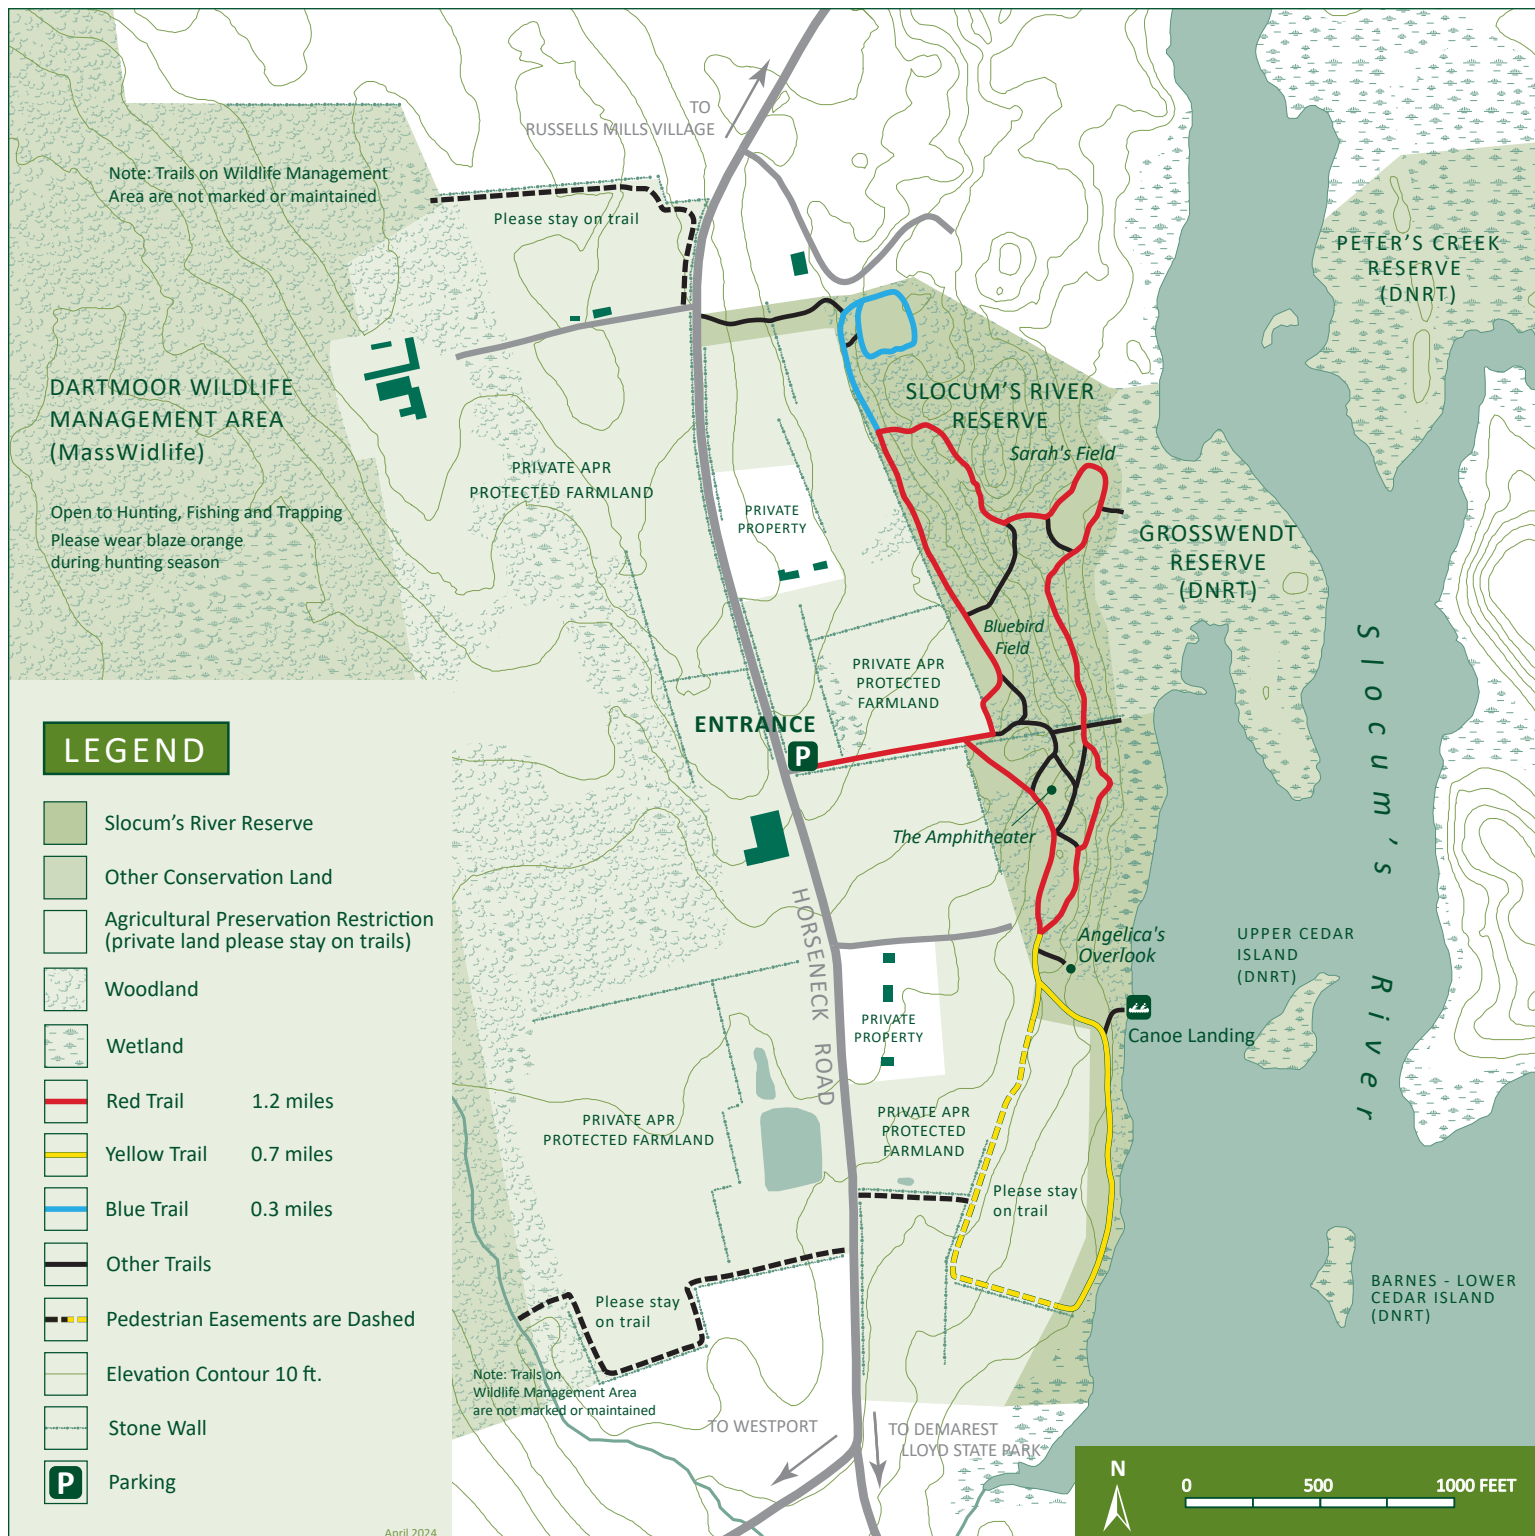 TO
RUSSELLS MILLS VILLAGE
Note: Trails on Wildlife Management
Area are not marked or maintained
Please stay on trail
PETER'S CREEK
RESERVE
(DNRT)
DARTMOOR WILDLIFE
MANAGEMENT AREA
(MassWidlife)
SLOCUM'S RIVER
RESERVE
Sarah's Field
PRIVATE APR
PROTECTED FARMLAND
Open to Hunting, Fishing and Trapping
Please wear blaze orange
during hunting season
PRIVATE
PROPERTY
GROSSWENDT
RESERVE
(DNRT)
Bluebird
Field
PRIVATE APR
PROTECTED
FARMLAND
Slocum's River
ENTRANCE
P
The Amphitheater
HORSENECK ROAD
Angelica's
Overlook
UPPER CEDAR
ISLAND
(DNRT)
PRIVATE
PROPERTY
Canoe Landing
PRIVATE APR
PROTECTED FARMLAND
PRIVATE APR
PROTECTED
FARMLAND
Please stay
on trail
BARNES - LOWER
CEDAR ISLAND
(DNRT)
Please stay
on trail
Note: Trails on
Wildlife Management Area
are not marked or maintained
TO WESTPORT
TO DEMAREST
LLOYD STATE PARK
LEGEND
Slocum's River Reserve
Other Conservation Land
Agricultural Preservation Restriction
(private land please stay on trails)
Woodland
Wetland
Red Trail 1.2 miles
Yellow Trail 0.7 miles
Blue Trail 0.3 miles
Other Trails
Pedestrian Easements are Dashed
Elevation Contour 10 ft.
Stone Wall
P Parking
April 2024
N
0 500 1000 FEET